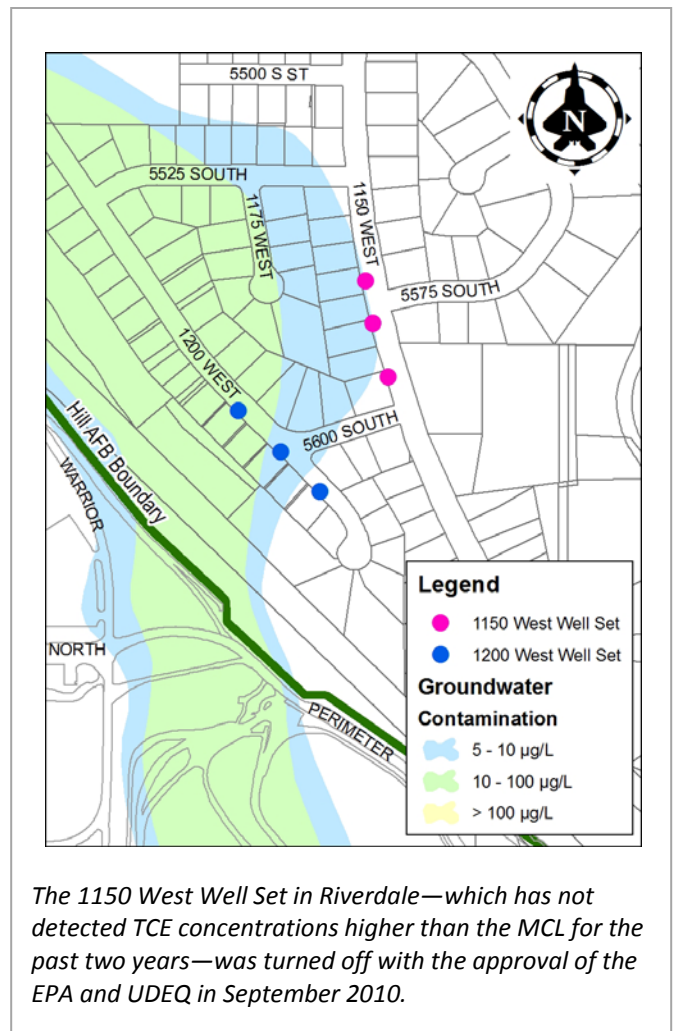 5500 S ST
N
5525 SOUTH
1175 WEST
1150 WEST
5575 SOUTH
1200 WEST
5600 SOUTH
Hill AFB Boundary
WARRIOR
NORTH
PERIMETER
Legend
1150 West Well Set
1200 West Well Set
Groundwater
Contamination
5 - 10 µg/L
10 - 100 µg/L
> 100 µg/L
The 1150 West Well Set in Riverdale—which has not
detected TCE concentrations higher than the MCL for the
past two years—was turned off with the approval of the
EPA and UDEQ in September 2010.